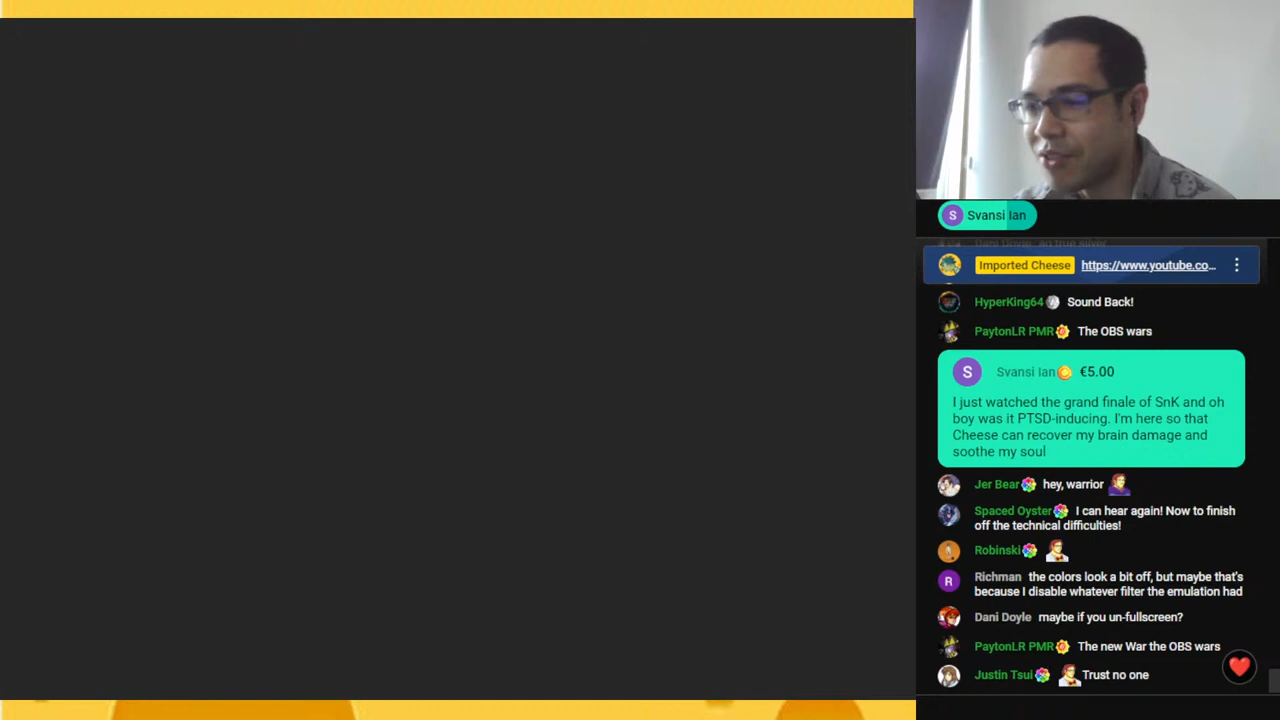 S Svansi Ian
Dani Doyle ao true silver
Imported Cheese https://www.youtube.co...
HyperKing64 Sound Back!
PaytonLR PMR The OBS wars
S Svansi Ian €5.00
I just watched the grand finale of SnK and oh
boy was it PTSD-inducing. I'm here so that
Cheese can recover my brain damage and
soothe my soul
Jer Bear hey, warrior
Spaced Oyster I can hear again! Now to finish
off the technical difficulties!
Robinski
R Richman the colors look a bit off, but maybe that's
because I disable whatever filter the emulation had
Dani Doyle maybe if you un-fullscreen?
PaytonLR PMR The new War the OBS wars
Justin Tsui Trust no one